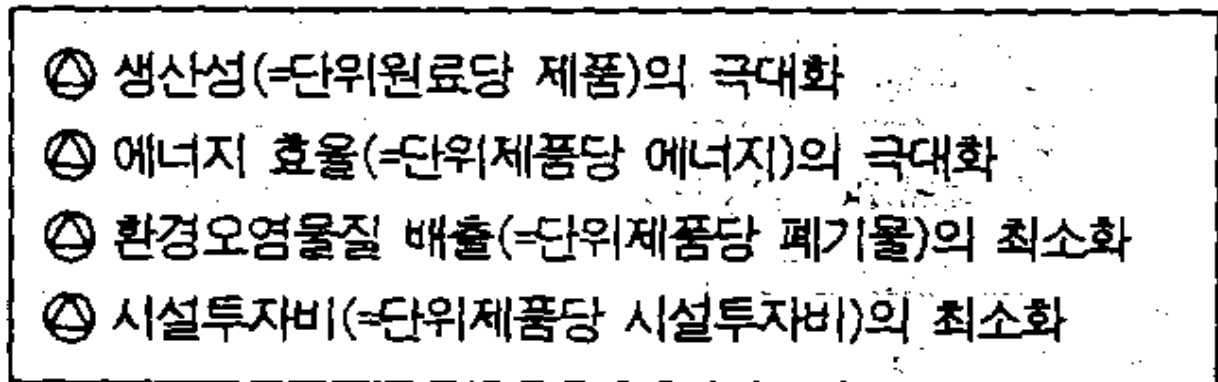 생산성(=단위원료당 제품)의 극대화
에너지 효율(=단위제품당 에너지)의 극대화
환경오염물질 배출(=단위제품당 폐기물)의 최소화
시설투자비(=단위제품당 시설투자비)의 최소화